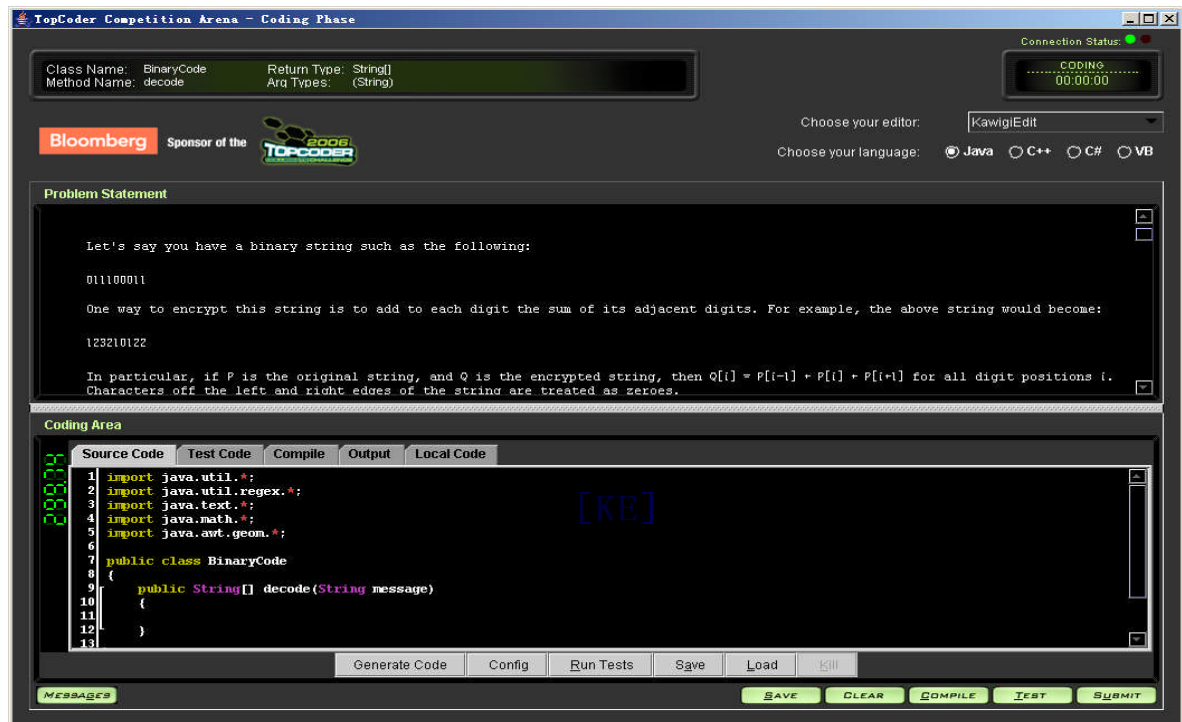 TopCoder Competition Arena - Coding Phase
Connection Status:
Class Name: BinaryCode Return Type: String[]
Method Name: decode Arg Types: (String)
CODING
00:00:00
Bloomberg Sponsor of the 2006 TOPCODER
Choose your editor: KawigiEdit
Choose your language: Java C++ C# VB
Problem Statement
Let's say you have a binary string such as the following:
011100011
One way to encrypt this string is to add to each digit the sum of its adjacent digits. For example, the above string would become:
123210122
In particular, if P is the original string, and Q is the encrypted string, then Q[i] = P[i-1] + P[i] + P[i+1] for all digit positions i.
Characters off the left and right edges of the string are treated as zeroes.
Coding Area
Source Code Test Code Compile Output Local Code
[KE]
1 import java.util.*;
2 import java.util.regex.*;
3 import java.text.*;
4 import java.math.*;
5 import java.awt.geom.*;
6
7 public class BinaryCode
8 {
9 public String[] decode(String message)
10 {
11
12 }
13
Generate Code Config Run Tests Save Load Kill
MESSAGES SAVE CLEAR COMPILE TEST SUBMIT